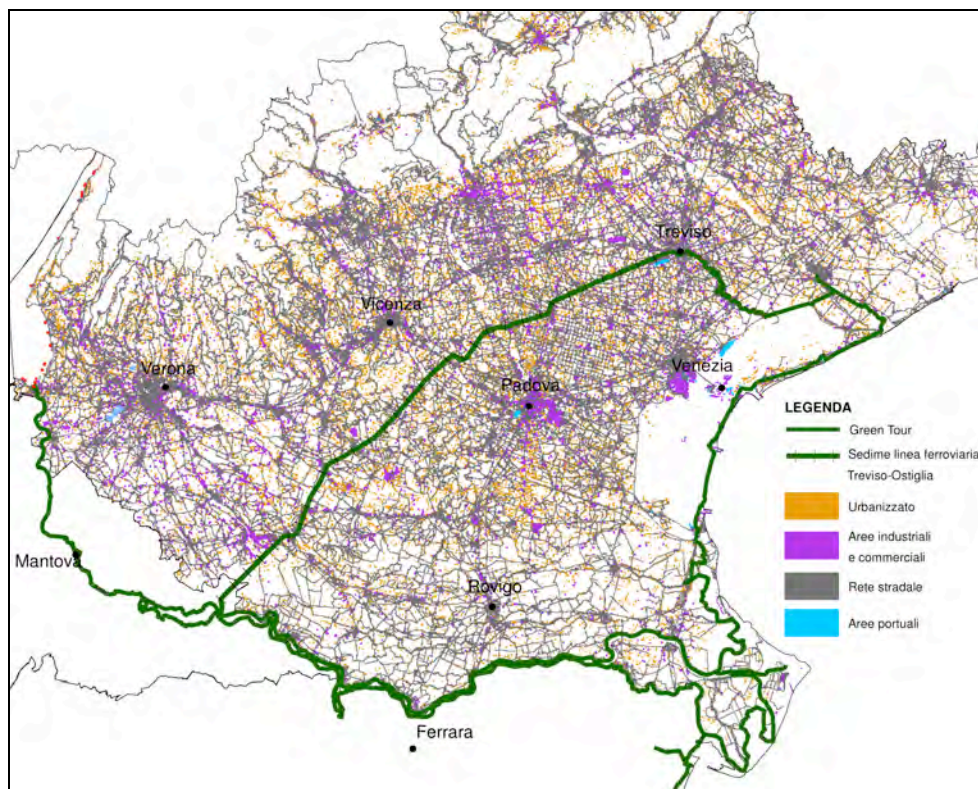 Treviso
Vicenza
Verona
Venezia
Padova
LEGENDA
Green Tour
Sedime linea ferroviaria
Treviso-Ostiglia
Urbanizzato
Aree industriali
e commerciali
Rete stradale
Aree portuali
Mantova
Rovigo
Ferrara